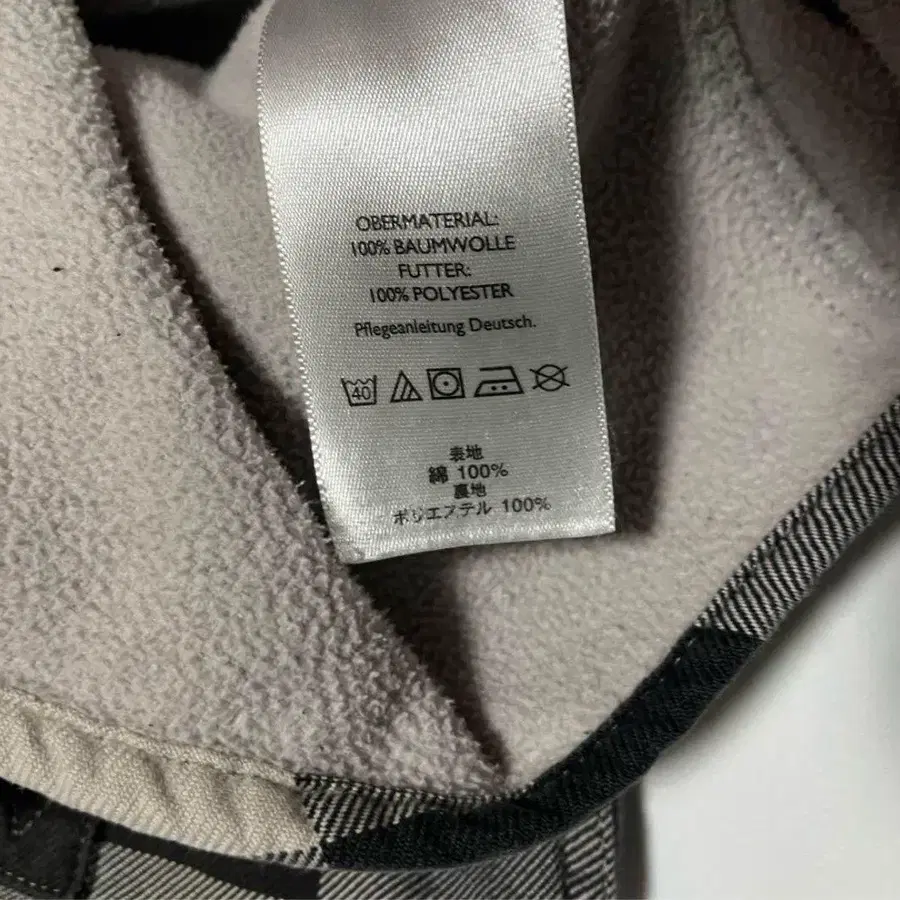 OBERMATERIAL:
100% BAUMWOLLE
FUTTER:
100% POLYESTER
Pflegeanleitung Deutsch.
40
表地
綿 100%
裏地
ポリエステル 100%